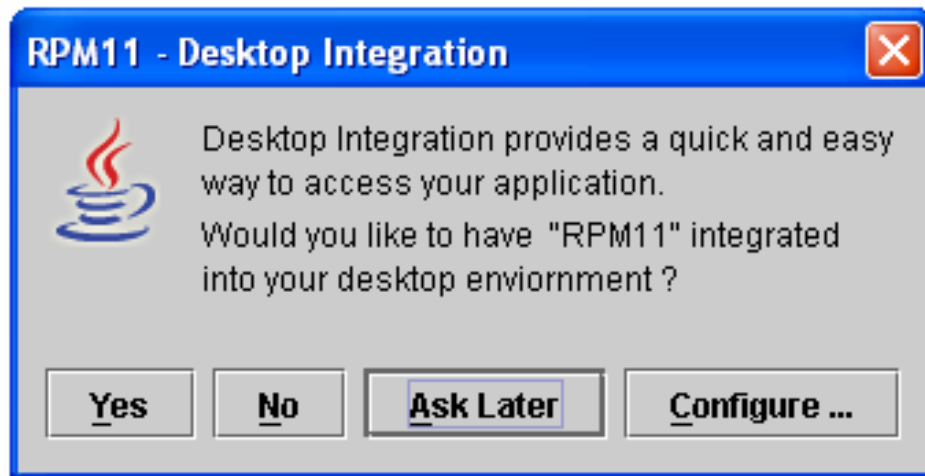 RPM11 - Desktop Integration
Desktop Integration provides a quick and easy
way to access your application.
Would you like to have "RPM11" integrated
into your desktop enviornment ?
Yes No Ask Later Configure ...